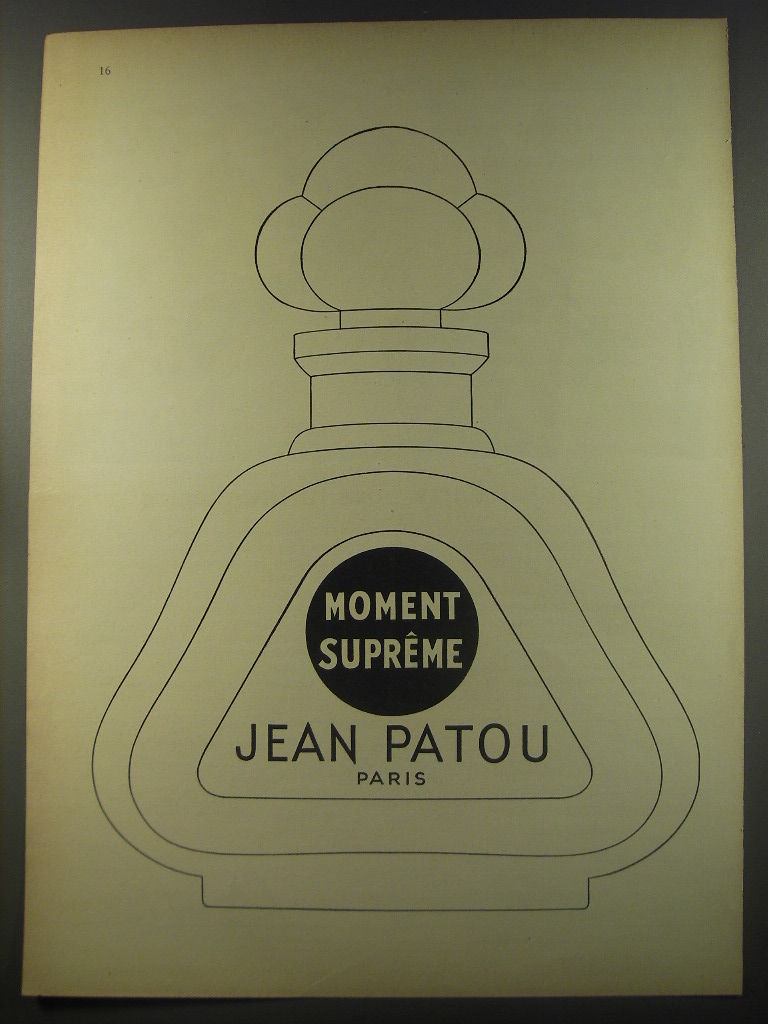 16
MOMENT
SUPRÊME
JEAN PATOU
PARIS